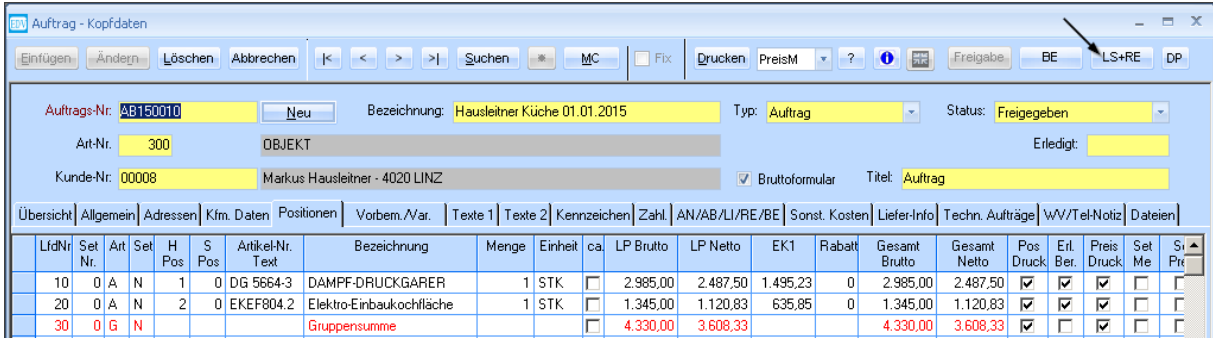 EDV Auftrag - Kopfdaten
Einfügen Ändern Löschen Abbrechen |< < > >| Suchen * MC Fix Drucken PreisM ? Freigabe BE LS+RE DP
Auftrags-Nr: AB150010 Neu Bezeichnung: Hausleitner Küche 01.01.2015 Typ: Auftrag Status: Freigegeben
Art-Nr. 300 OBJEKT Erledigt:
Kunde-Nr: 00008 Markus Hausleitner - 4020 LINZ Bruttoformular Titel: Auftrag
Übersicht Allgemein Adressen Kfm. Daten Positionen Vorbem./Var. Texte 1 Texte 2 Kennzeichen Zahl. AN/AB/LI/RE/BE Sonst. Kosten Liefer-Info Techn. Aufträge WV/Tel-Notiz Dateien
LfdNr Set Nr. Art Set H Pos S Pos Artikel-Nr. Text Bezeichnung Menge Einheit ca. LP Brutto LP Netto EK1 Rabatt Gesamt Brutto Gesamt Netto Pos Druck Erl. Ber. Preis Druck Set Me
10 0 A N 1 0 DG 5664-3 DAMPF-DRUCKGARER 1 STK 2.985,00 2.487,50 1.495,23 0 2.985,00 2.487,50
20 0 A N 2 0 EKEF804.2 Elektro-Einbaukochfläche 1 STK 1.345,00 1.120,83 635,85 0 1.345,00 1.120,83
30 0 G N Gruppensumme 4.330,00 3.608,33 4.330,00 3.608,33